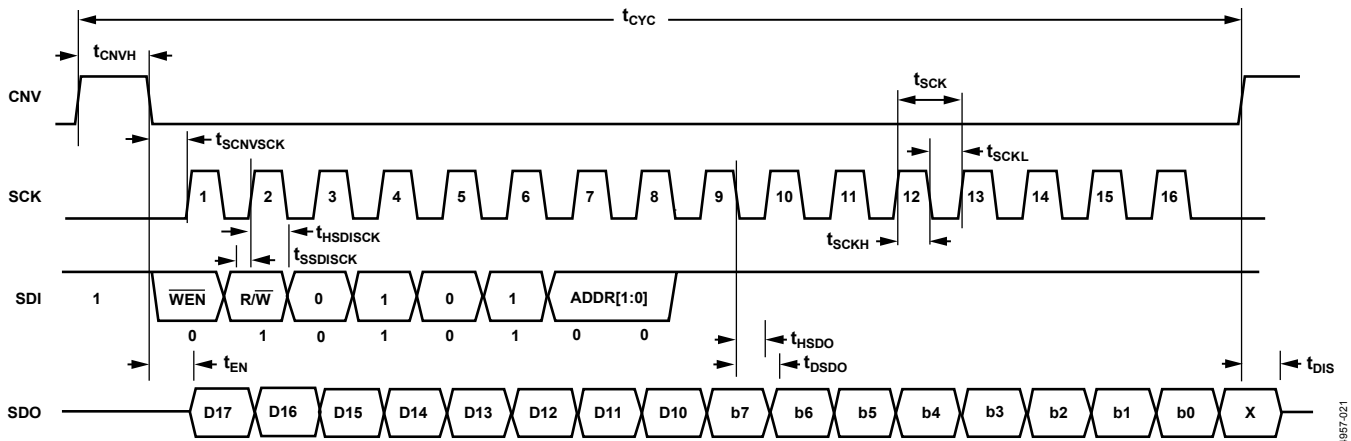 tCYC
tCNVH
CNV
tSCK
tSCNVSCK
tSCKL
SCK 1 2 3 4 5 6 7 8 9 10 11 12 13 14 15 16
tHSDISCK
tSCKH
tSSDISCK
SDI 1 WEN R/W 0 1 0 1 ADDR[1:0]
0 1 0 1 0 1 0 0
tHSDO
tEN
tDSDO
tDIS
SDO D17 D16 D15 D14 D13 D12 D11 D10 b7 b6 b5 b4 b3 b2 b1 b0 X